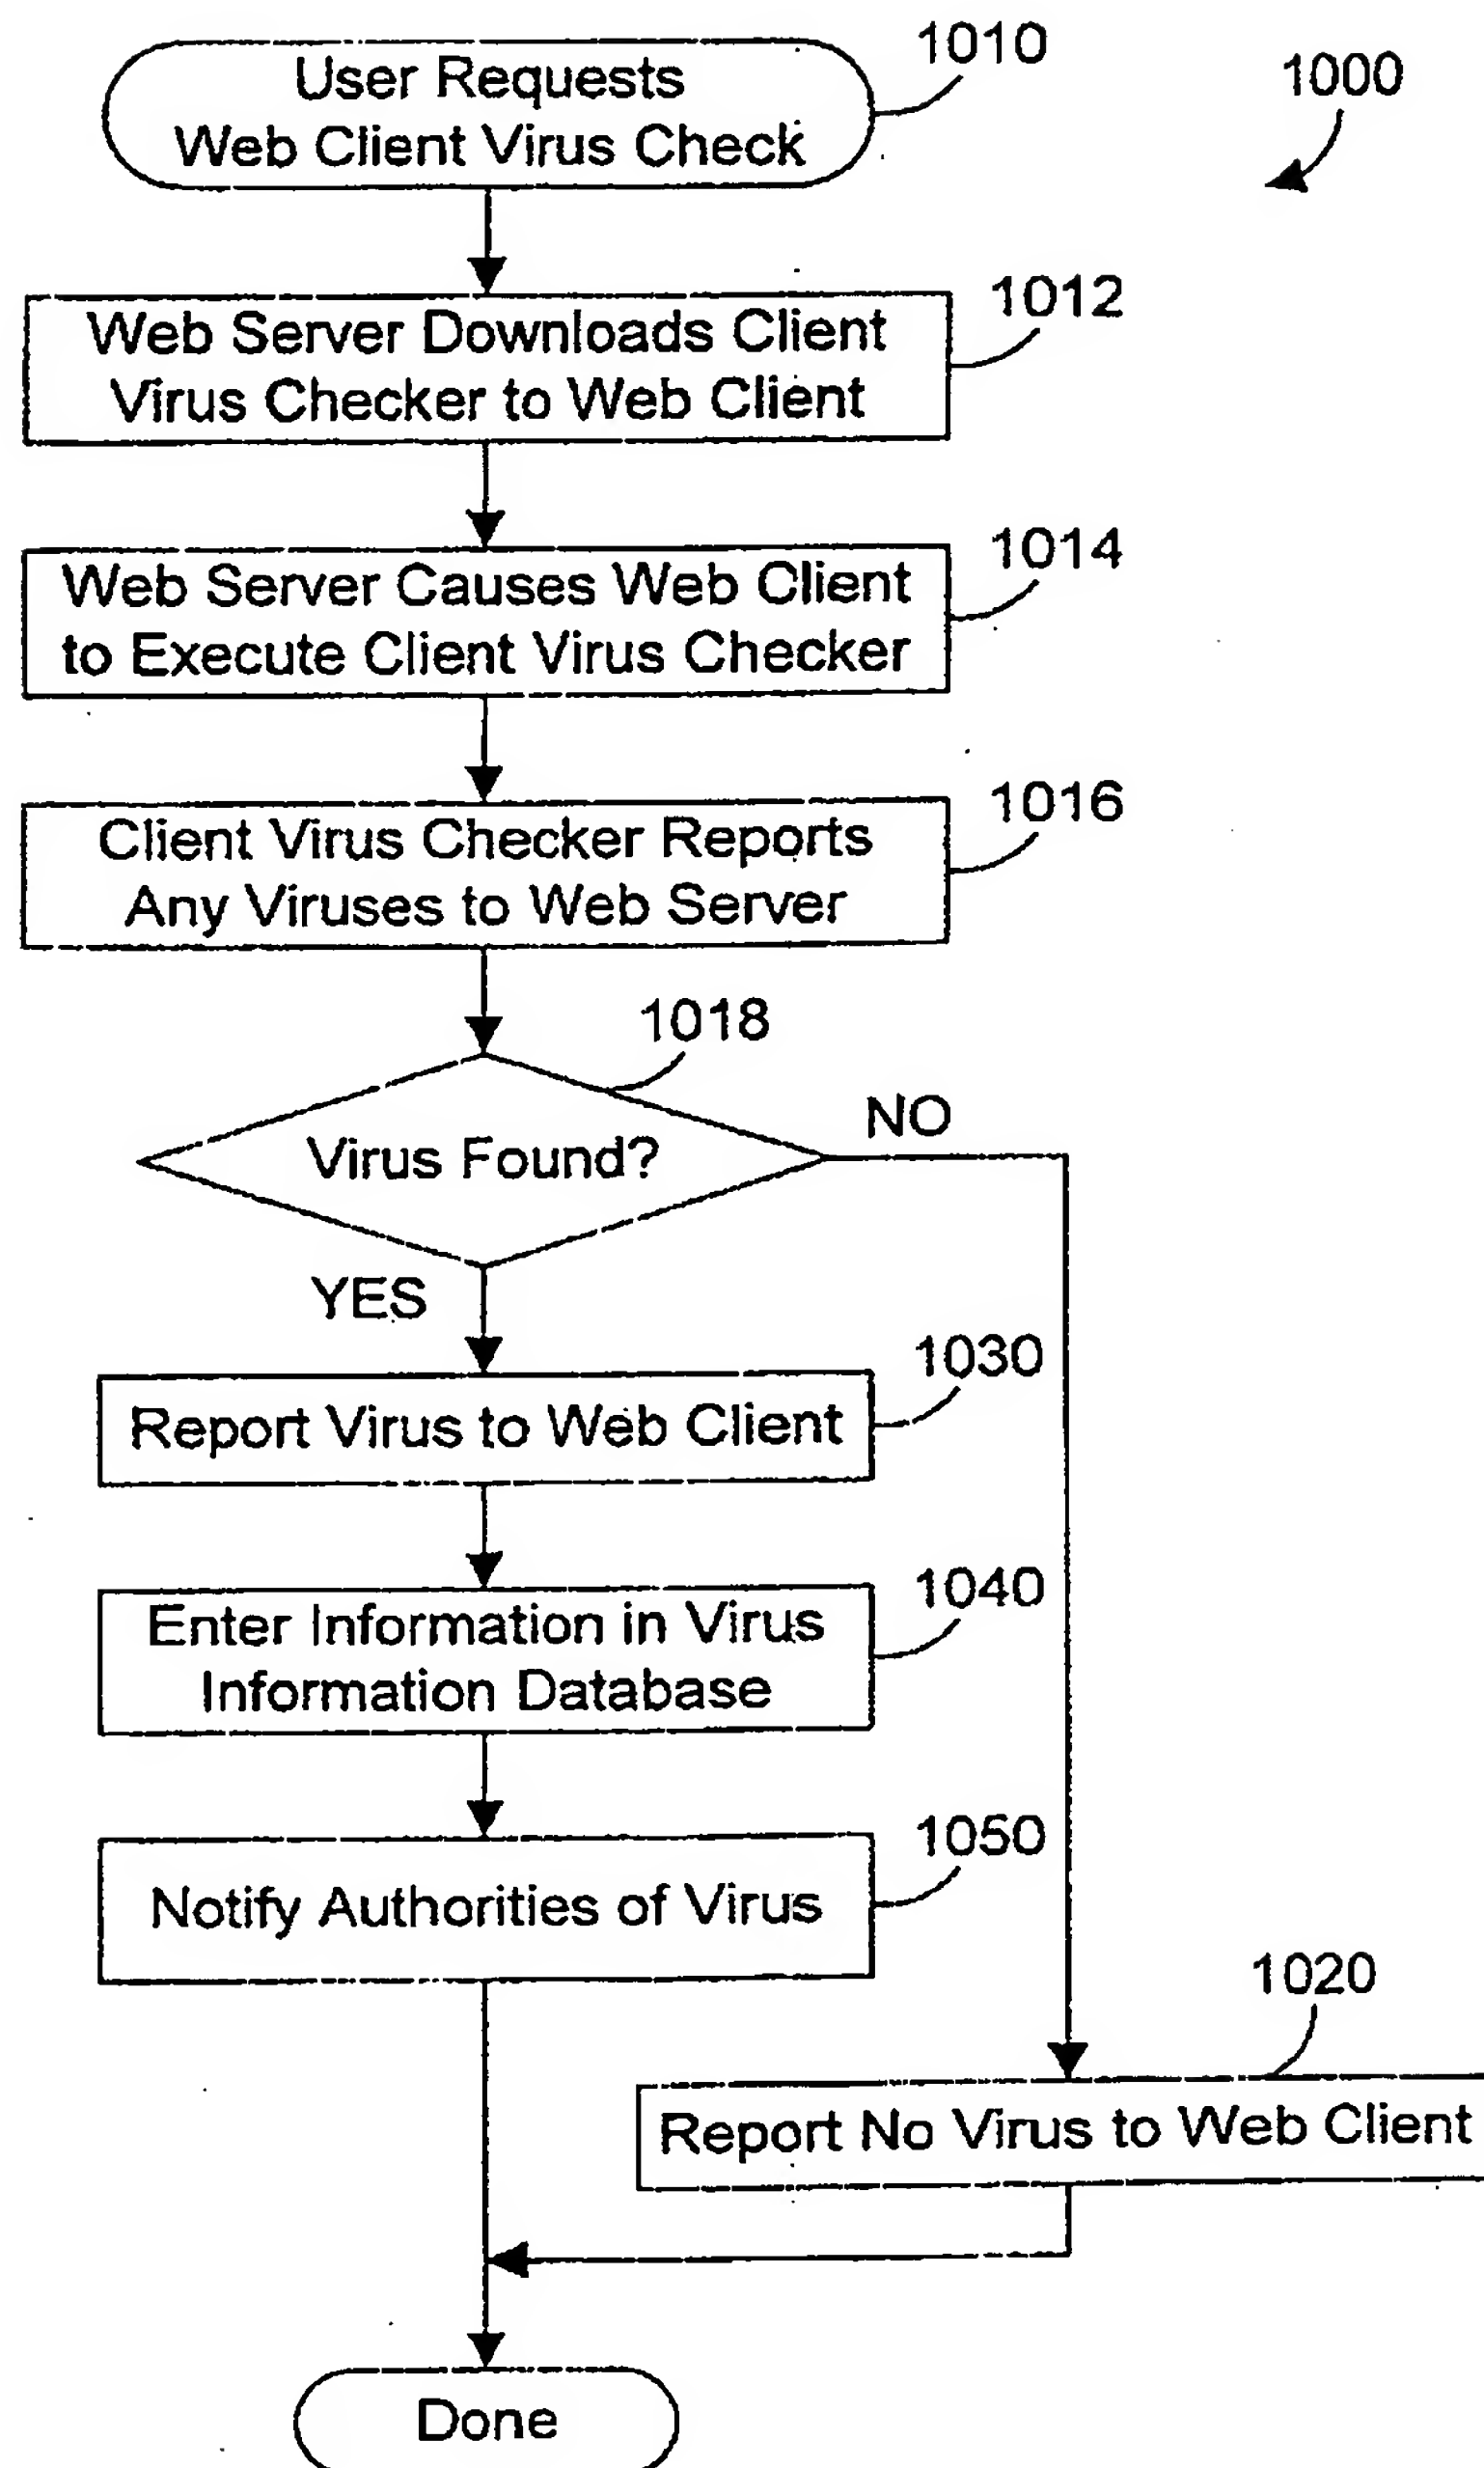 User Requests
Web Client Virus Check
1010
1000
Web Server Downloads Client
Virus Checker to Web Client
1012
Web Server Causes Web Client
to Execute Client Virus Checker
1014
Client Virus Checker Reports
Any Viruses to Web Server
1016
1018
Virus Found?
NO
YES
Report Virus to Web Client
1030
Enter Information in Virus
Information Database
1040
Notify Authorities of Virus
1050
1020
Report No Virus to Web Client
Done